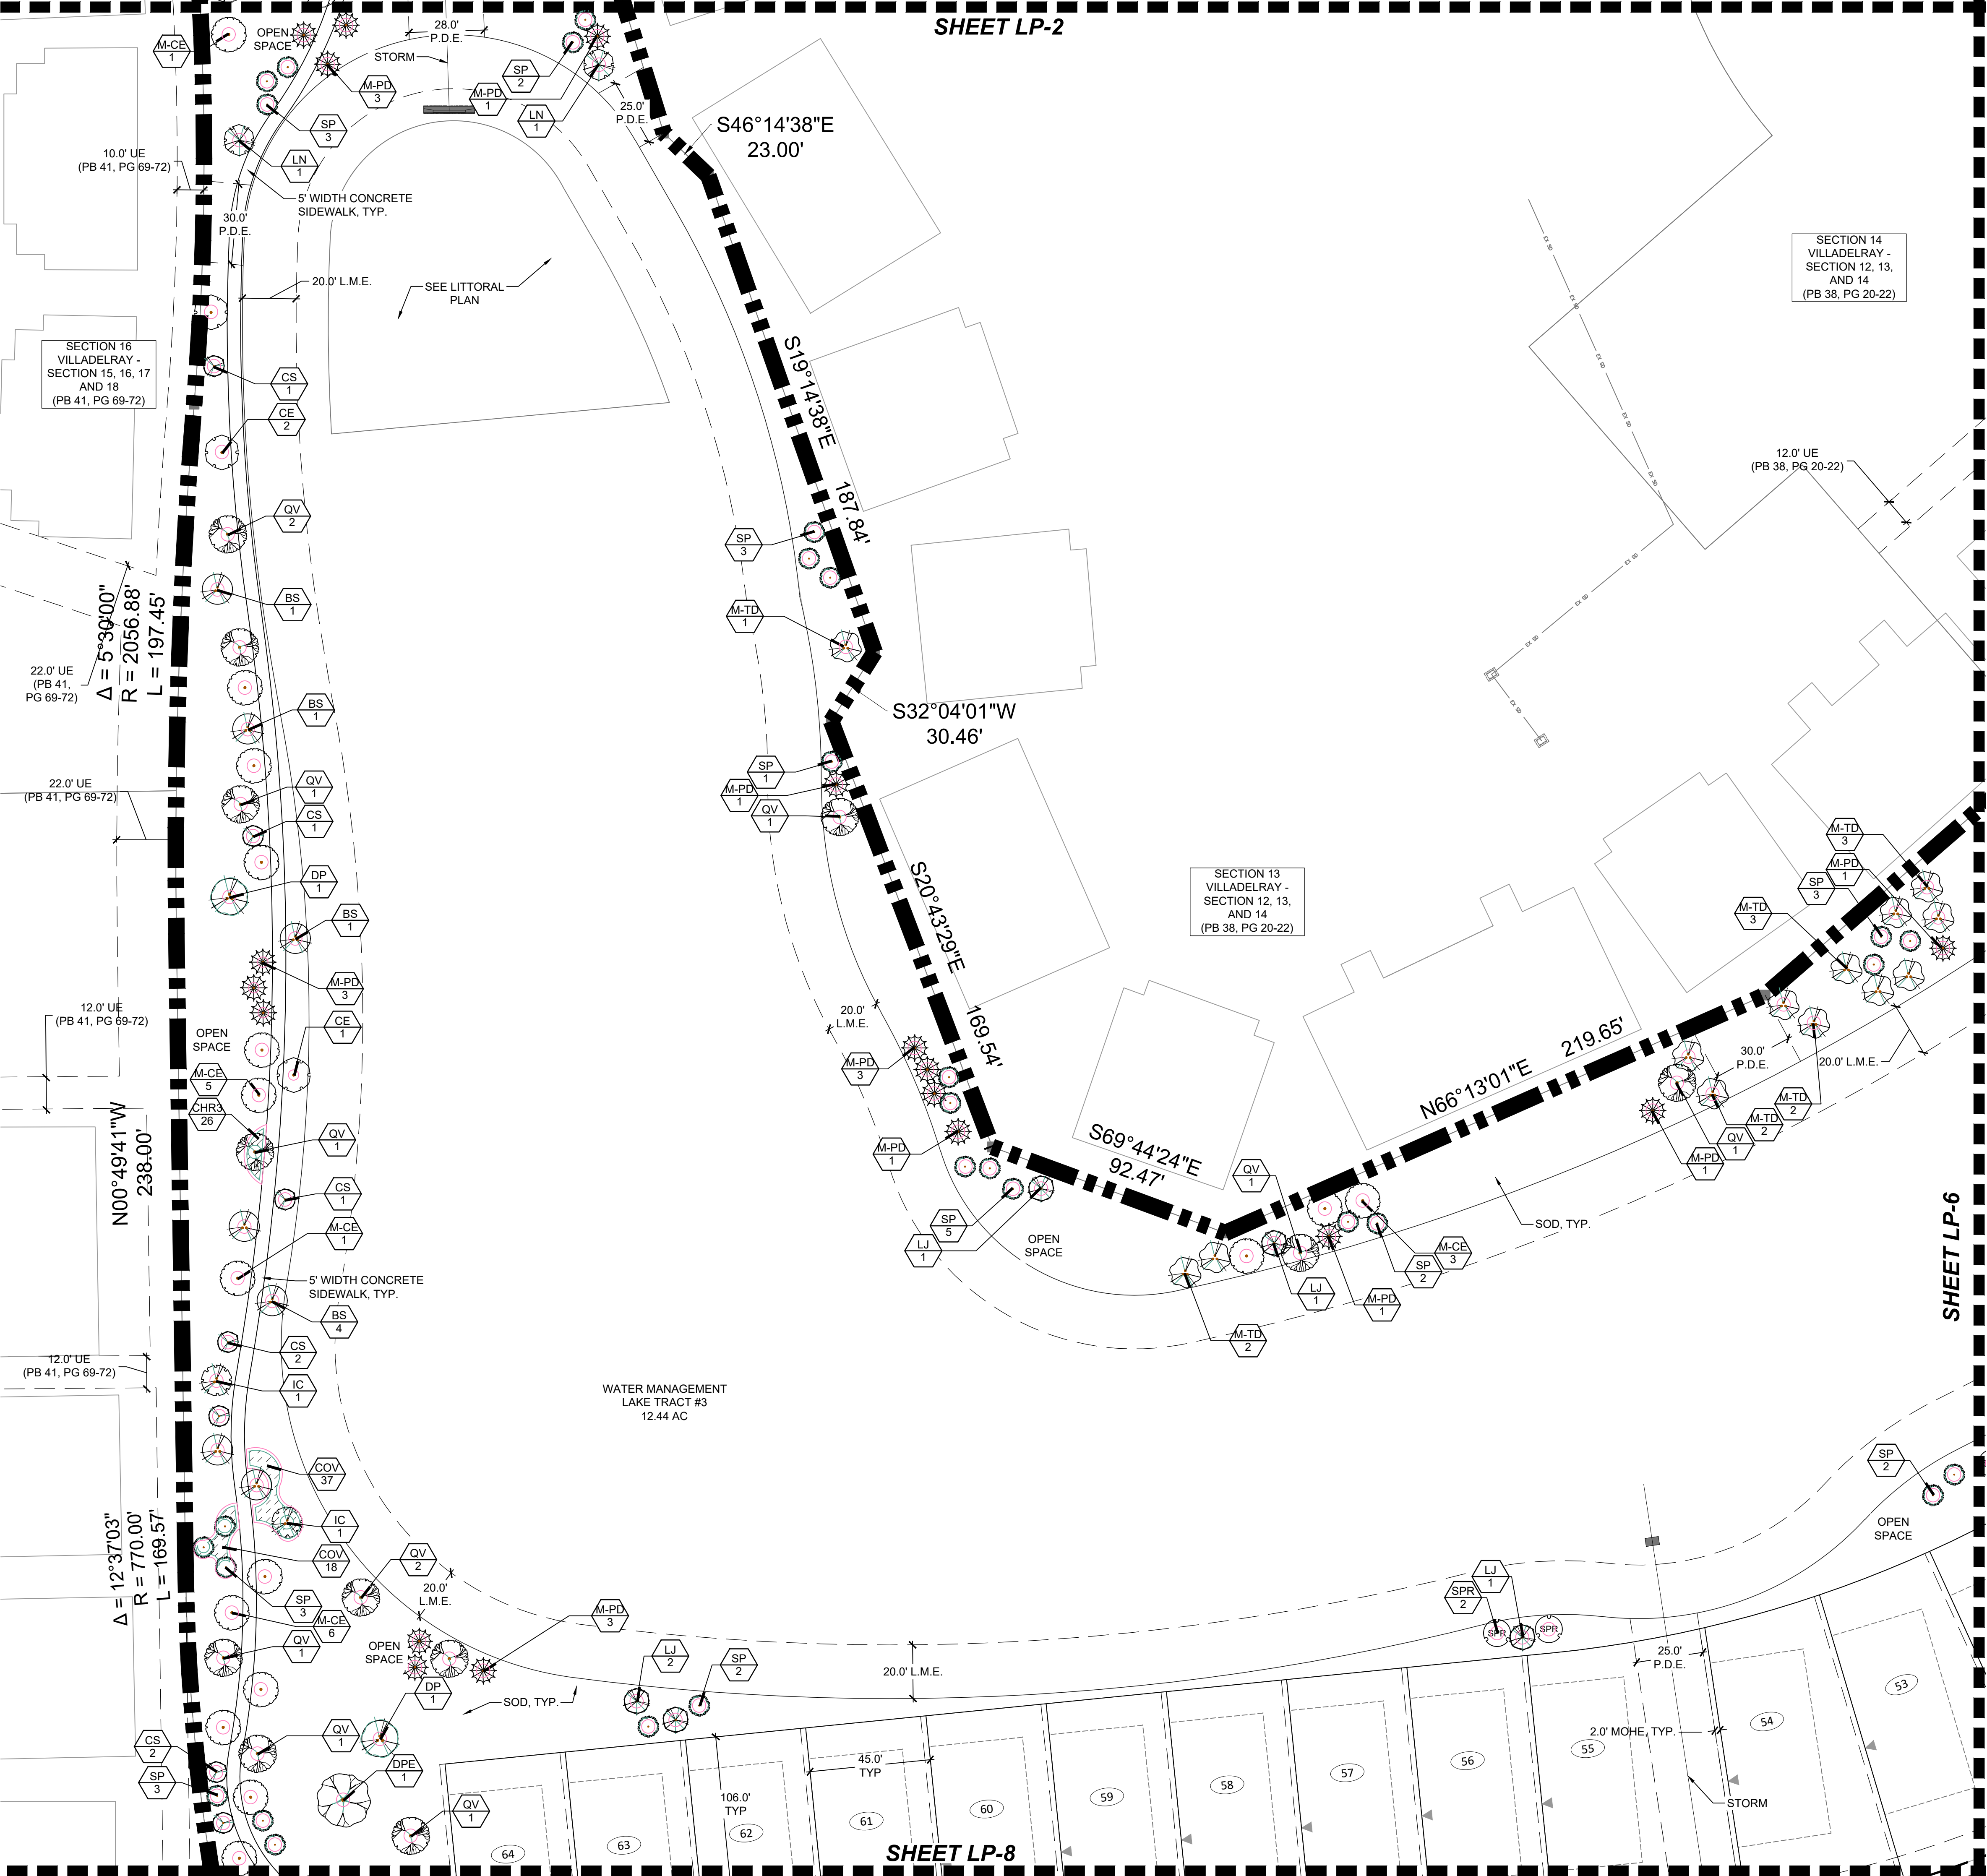 SHEET LP-2
M-CE
1
OPEN
SPACE
28.0'
P.D.E.
STORM
M-PD
3
SP
2
M-PD
1
LN
1
25.0'
P.D.E.
S46°14'38"E
23.00'
SP
3
10.0' UE
(PB 41, PG 69-72)
LN
1
5' WIDTH CONCRETE
SIDEWALK, TYP.
30.0'
P.D.E.
20.0' L.M.E.
SEE LITTORAL
PLAN
SECTION 14
VILLADELRAY -
SECTION 12, 13,
AND 14
(PB 38, PG 20-22)
EX SD
EX SD
EX SD
EX SD
EX SD
EX SD
EX SD
EX SD
SECTION 16
VILLADELRAY -
SECTION 15, 16, 17
AND 18
(PB 41, PG 69-72)
CS
1
CE
2
S19°14'38"E
187.84'
12.0' UE
(PB 38, PG 20-22)
QV
2
SP
3
BS
1
M-TD
1
Δ = 5°30'00"
R = 2056.88'
L = 197.45'
22.0' UE
(PB 41,
PG 69-72)
BS
1
S32°04'01"W
30.46'
22.0' UE
(PB 41, PG 69-72)
QV
1
CS
1
SP
1
M-PD
1
QV
1
DP
1
BS
1
S20°43'29"E
169.54'
SECTION 13
VILLADELRAY -
SECTION 12, 13,
AND 14
(PB 38, PG 20-22)
M-TD
3
M-PD
1
SP
3
M-TD
3
M-PD
3
12.0' UE
(PB 41, PG 69-72)
OPEN
SPACE
CE
1
20.0'
L.M.E.
M-PD
3
M-CE
5
CHR3
26
QV
1
N00°49'41"W
238.00'
M-PD
1
S69°44'24"E
92.47'
N66°13'01"E
219.65'
30.0'
P.D.E.
20.0' L.M.E.
M-TD
2
M-TD
2
QV
1
M-PD
1
CS
1
M-CE
1
SP
5
LJ
1
OPEN
SPACE
QV
1
SOD, TYP.
M-CE
3
SP
2
LJ
1
M-PD
1
M-TD
2
SHEET LP-6
5' WIDTH CONCRETE
SIDEWALK, TYP.
BS
4
CS
2
12.0' UE
(PB 41, PG 69-72)
IC
1
WATER MANAGEMENT
LAKE TRACT #3
12.44 AC
COV
37
SP
2
OPEN
SPACE
Δ = 12°37'03"
R = 770.00'
L = 169.57'
IC
1
COV
18
QV
2
20.0'
L.M.E.
SP
3
M-CE
6
QV
1
OPEN
SPACE
M-PD
3
LJ
1
SPR
2
SPR
SPR
LJ
2
SP
2
20.0' L.M.E.
25.0'
P.D.E.
DP
1
SOD, TYP.
2.0' MOHE, TYP.
CS
2
SP
3
QV
1
DPE
1
QV
1
45.0'
TYP
106.0'
TYP
STORM
64
63
62
61
60
59
58
57
56
55
54
53
SHEET LP-8